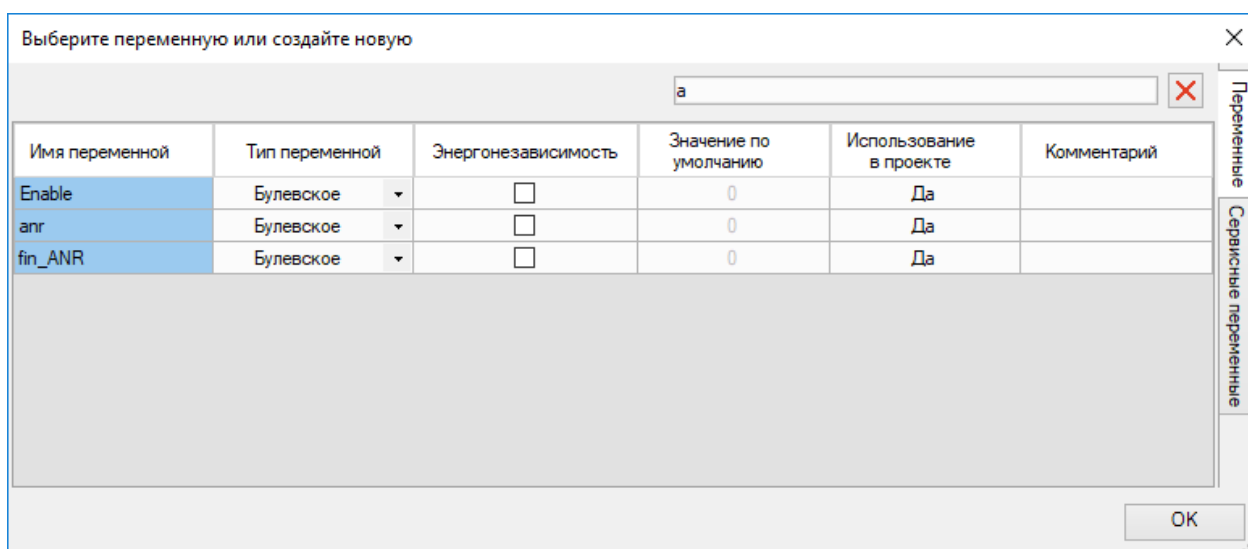 Выберите переменную или создайте новую
a
Имя переменной
Тип переменной
Энергонезависимость
Значение по
умолчанию
Использование
в проекте
Комментарий
Enable Булевское 0 Да
anr Булевское 0 Да
fin_ANR Булевское 0 Да
Переменные
Сервисные переменные
OK